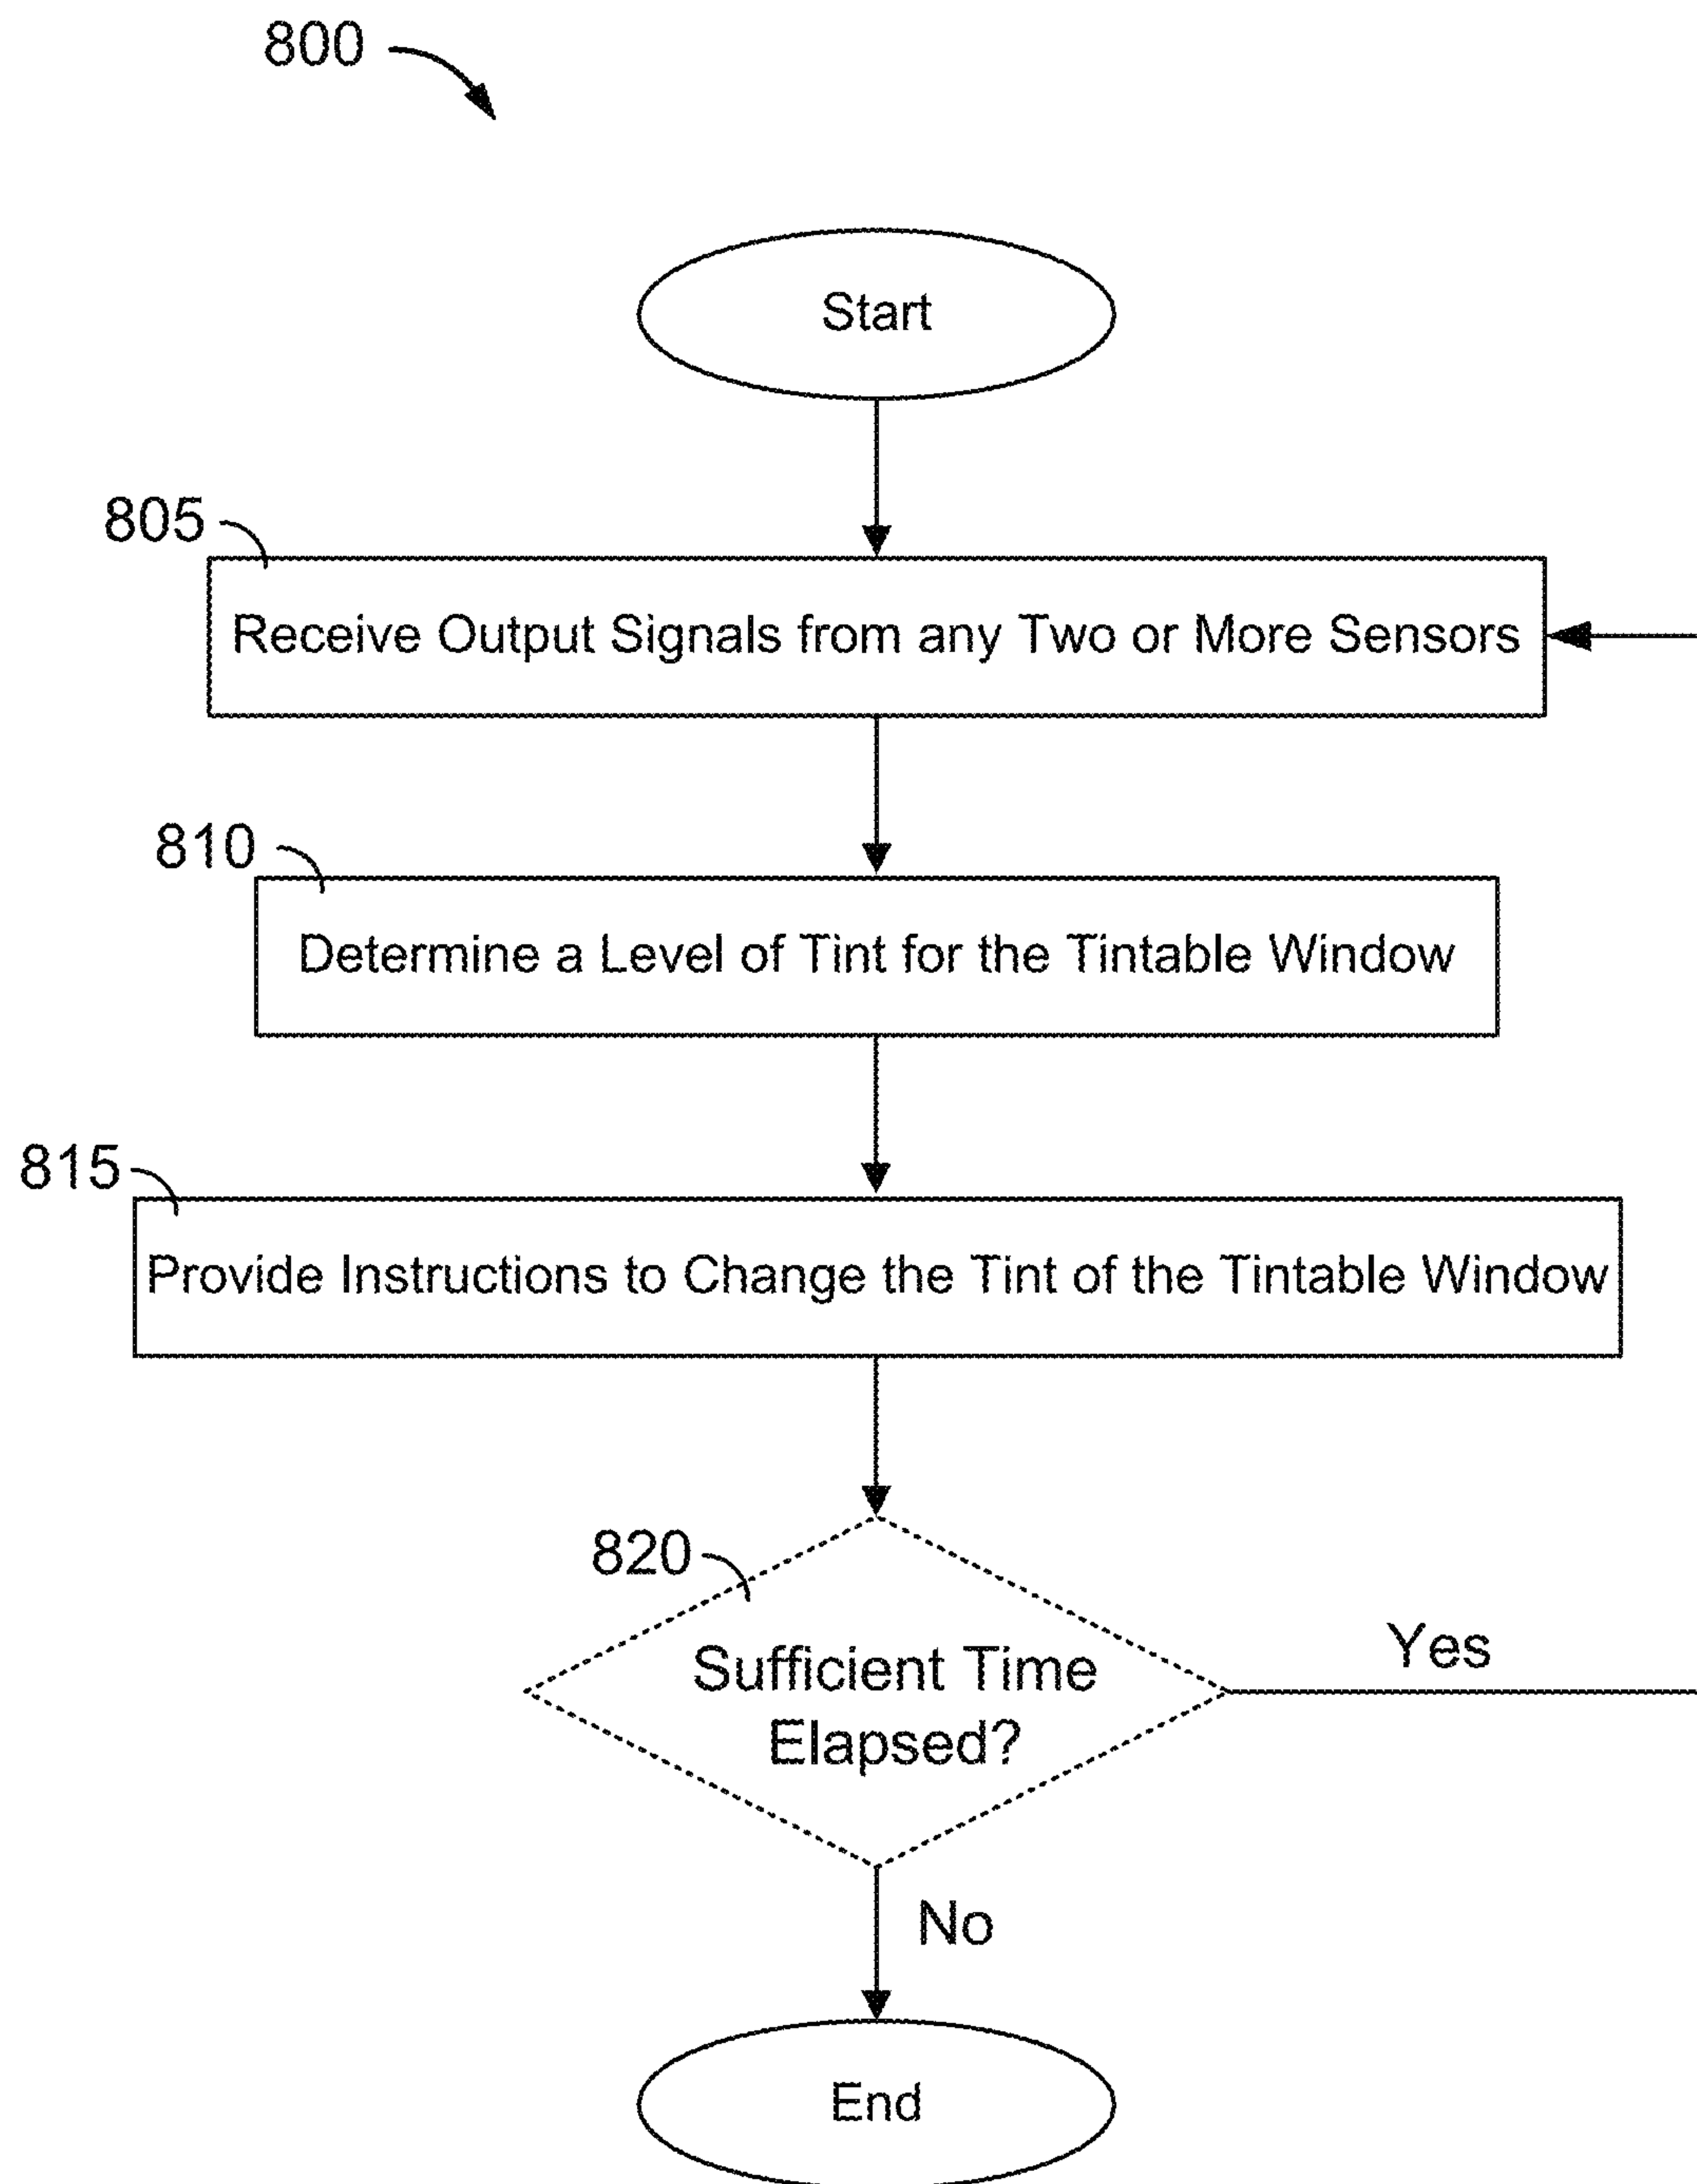 800
Start
805
Receive Output Signals from any Two or More Sensors
810
Determine a Level of Tint for the Tintable Window
815
Provide Instructions to Change the Tint of the Tintable Window
820
Sufficient Time
Elapsed?
Yes
No
End